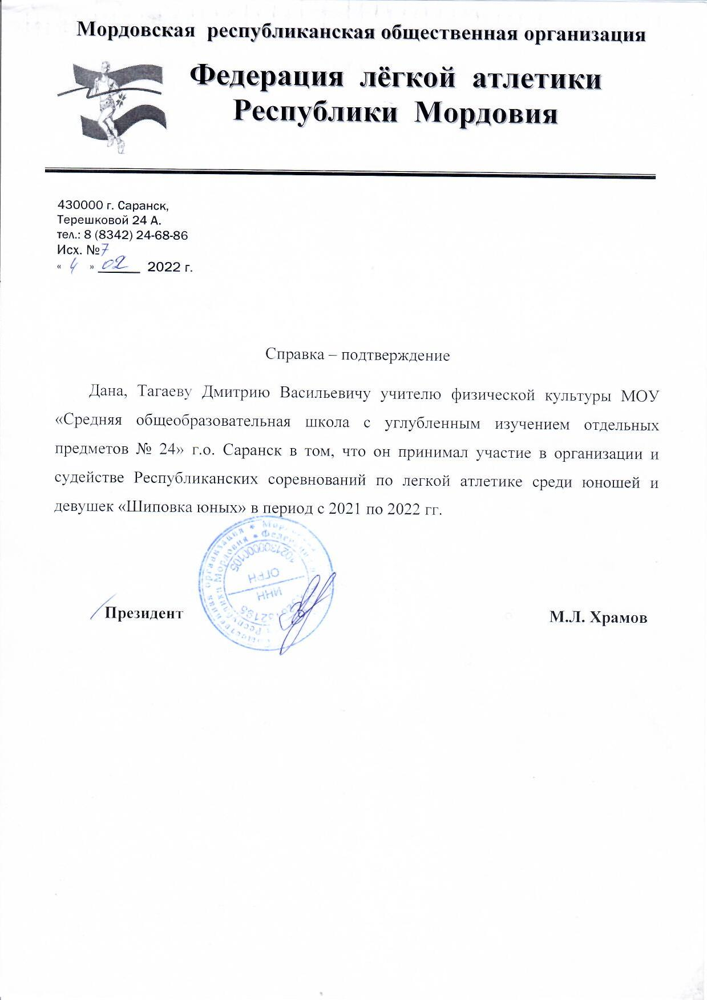 Мордовская республиканская общественная организация
Федерация лёгкой атлетики
Республики Мордовия
430000 г. Саранск,
Терешковой 24 А.
тел.: 8 (8342) 24-68-86
Исх. №7
« 4 » 02 2022 г.
Справка – подтверждение
Дана, Тагаеву Дмитрию Васильевичу учителю физической культуры МОУ
«Средняя общеобразовательная школа с углубленным изучением отдельных
предметов № 24» г.о. Саранск в том, что он принимал участие в организации и
судействе Республиканских соревнований по легкой атлетике среди юношей и
девушек «Шиповка юных» в период с 2021 по 2022 гг.
организация * Мордовия * 
ОГРН
ИНН
Президент
М.Л. Храмов